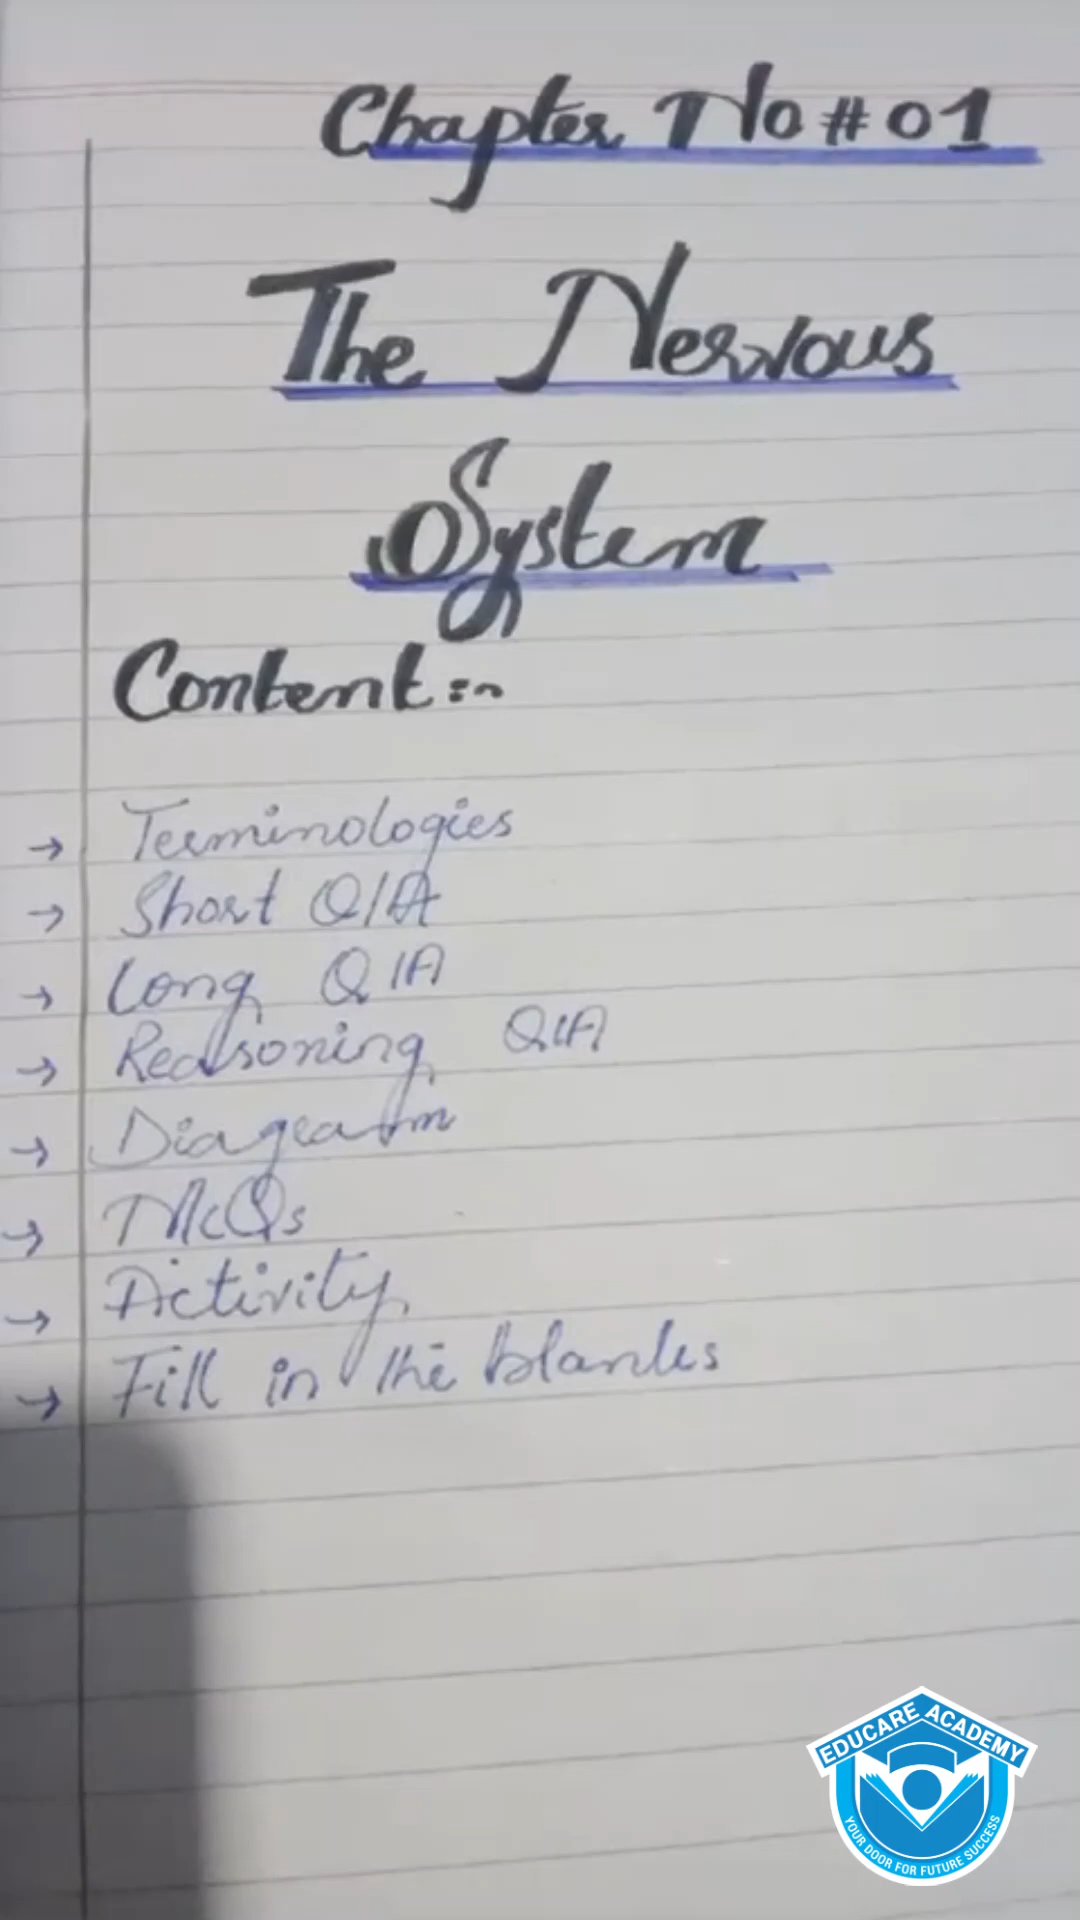 Chapter No # 01
The Nervous
System
Content :~
→ Terminologies
→ Short Q/A
→ Long Q/A
→ Reasoning Q/A
→ Diagram
→ McQs
→ Activity
→ Fill in the blanks
EDUCARE ACADEMY
YOUR DOOR FOR FUTURE SUCCESS